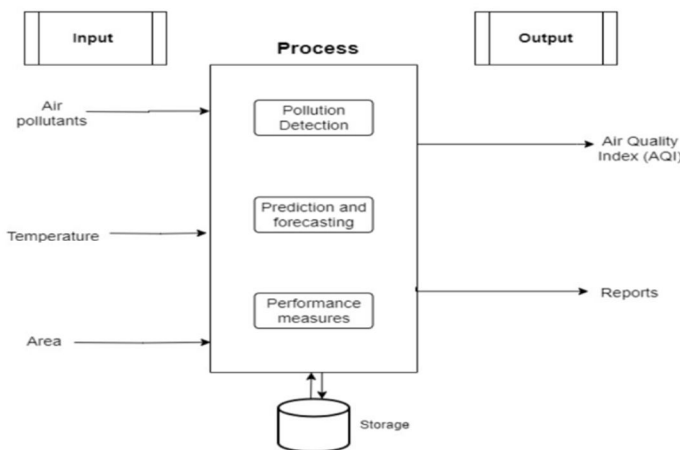 Input
Process
Output
Air
pollutants
Temperature
Area
Pollution
Detection
Prediction and
forecasting
Performance
measures
Air Quality
Index (AQI)
Reports
Storage